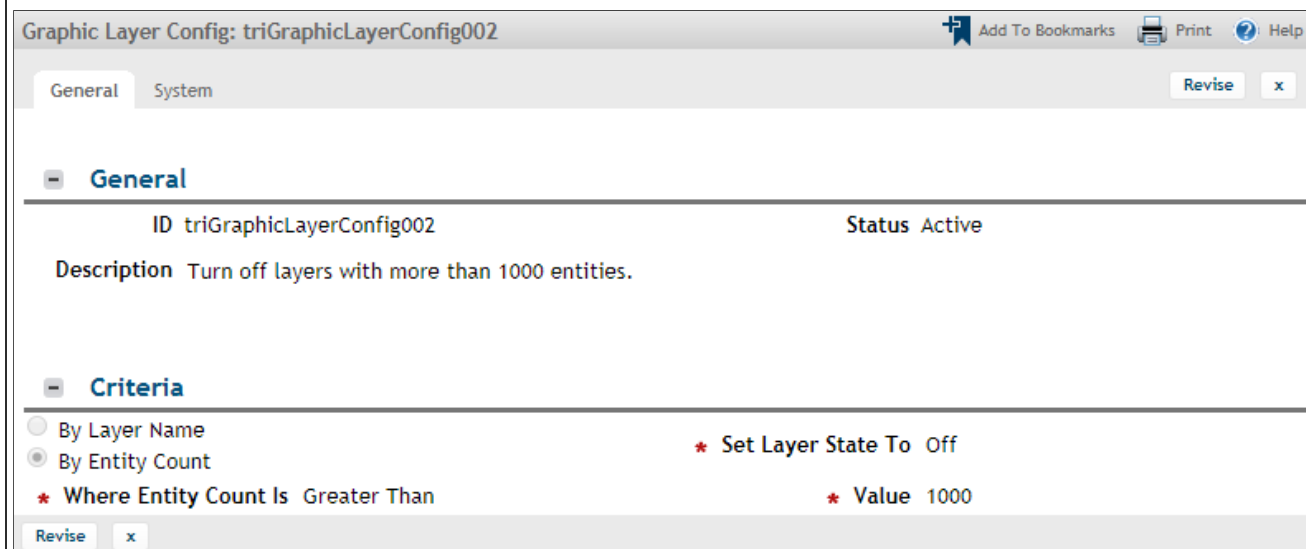 Graphic Layer Config: triGraphicLayerConfig002 Add To Bookmarks Print Help
General System Revise x
General
ID triGraphicLayerConfig002 Status Active
Description Turn off layers with more than 1000 entities.
Criteria
By Layer Name
* Set Layer State To Off
By Entity Count
* Where Entity Count Is Greater Than * Value 1000
Revise x